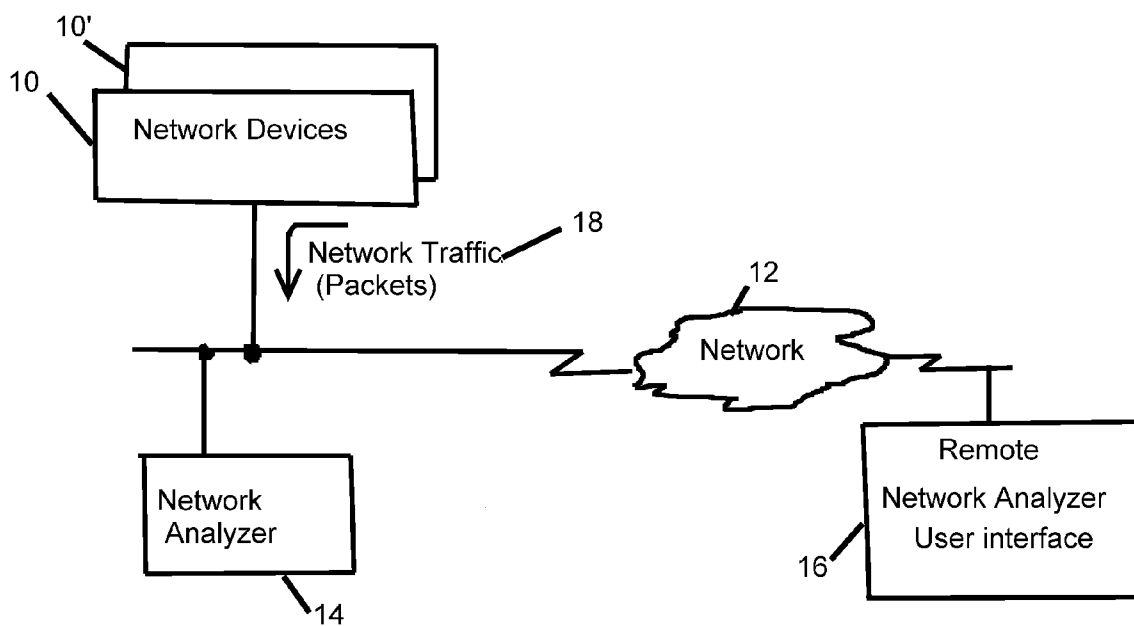 10'
10
Network Devices
18
Network Traffic
(Packets)
12
Network
Remote
Network Analyzer
User interface
16
Network
Analyzer
14